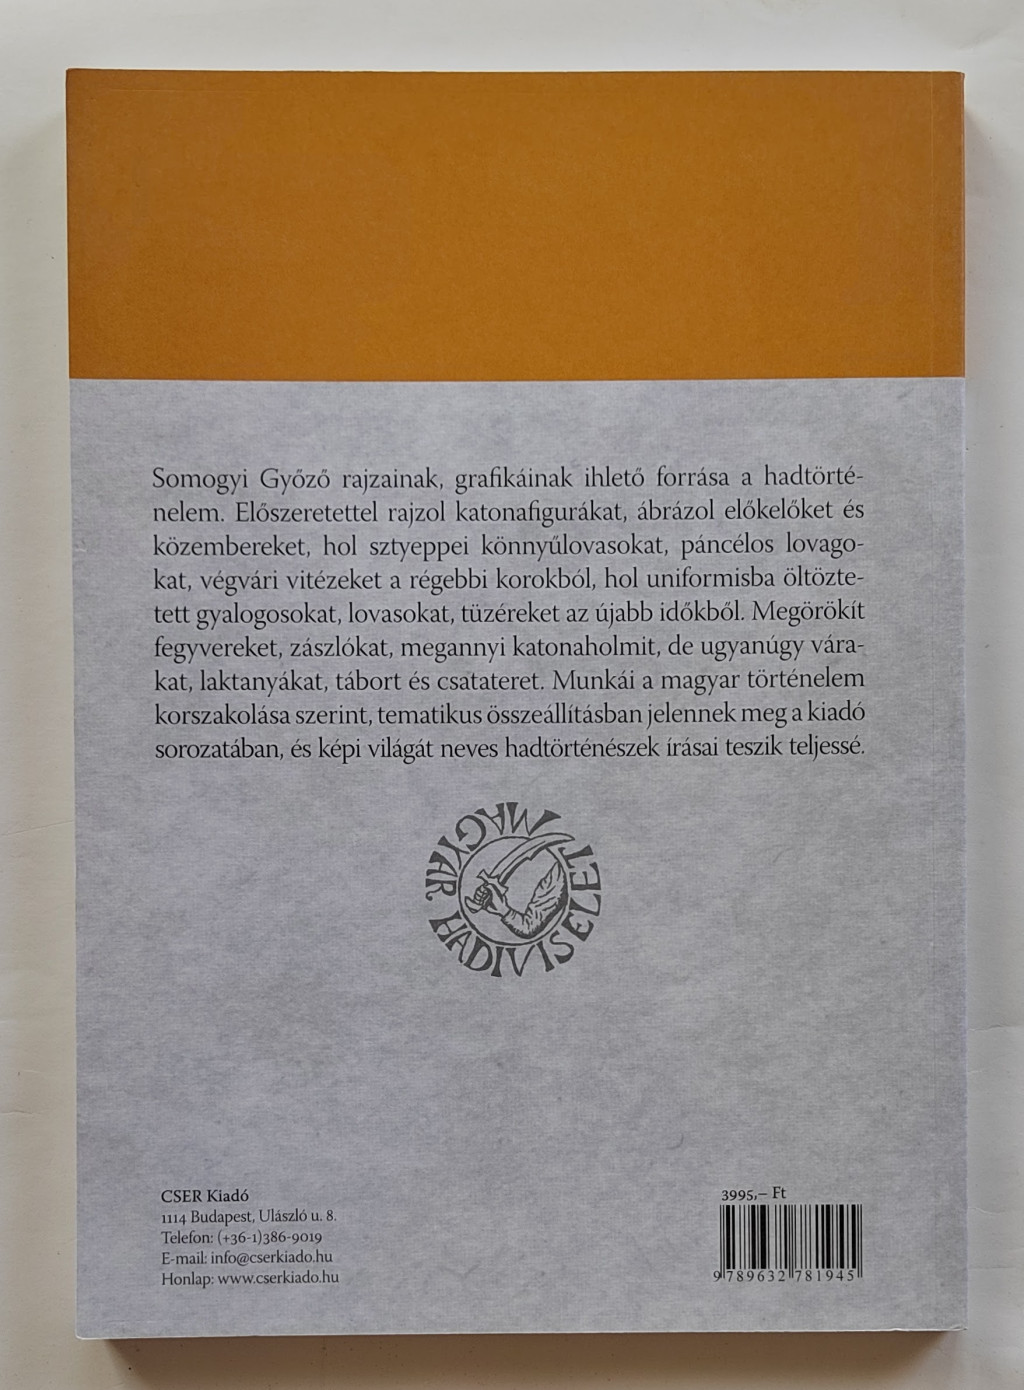 Somogyi Győző rajzainak, grafikáinak ihlető forrása a hadtörté-
nelem. Előszeretettel rajzol katonafigurákat, ábrázol előkelőket és
közembereket, hol sztyeppei könnyűlovasokat, páncélos lovago-
kat, végvári vitézeket a régebbi korokból, hol uniformisba öltözte-
tett gyalogosokat, lovasokat, tüzéreket az újabb időkből. Megörökít
fegyvereket, zászlókat, megannyi katonaholmit, de ugyanúgy vára-
kat, laktanyákat, tábort és csatateret. Munkái a magyar történelem
korszakolása szerint, tematikus összeállításban jelennek meg a kiadó
sorozatában, és képi világát neves hadtörténészek írásai teszik teljessé.
MAGYAR HADIVISELET
CSER Kiadó
1114 Budapest, Ulászló u. 8.
Telefon: (+36-1)386-9019
E-mail: info@cserkiado.hu
Honlap: www.cserkiado.hu
3995,– Ft
9 789632 781945